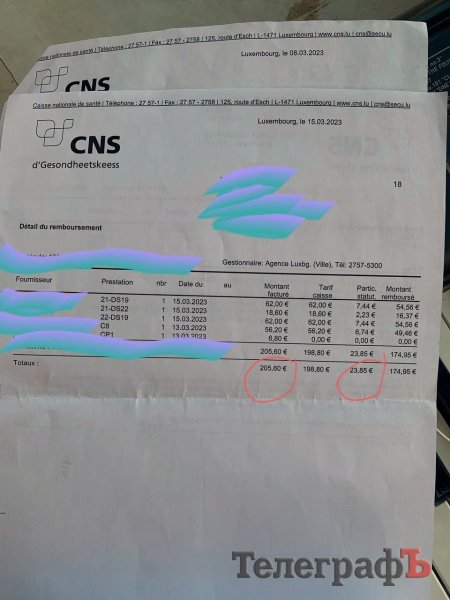 Caisse nationale de santé | Téléphone : 27 57-1 | Fax : 27 57 - 2758 | 125, route d'Esch | L-1471 Luxembourg | www.cns.lu | cns@secu.lu
Luxembourg, le 08.03.2023
CNS
Caisse nationale de santé | Téléphone : 27 57-1 | Fax : 27 57 - 2758 | 125, route d'Esch | L-1471 Luxembourg | www.cns.lu | cns@secu.lu
Luxembourg, le 15.03.2023
CNS
d'Gesondheetskeess
18
Détail du remboursement
Gestionnaire: Agence Luxbg. (Ville), Tél: 2757-5300
Fournisseur Prestation nbr Date du au Montant facturé Tarif caisse Partic. statut. Montant remboursé
21-DS19 1 15.03.2023 62,00 € 62,00 € 7,44 € 54,56 €
21-DS22 1 15.03.2023 18,60 € 18,60 € 2,23 € 16,37 €
22-DS19 1 15.03.2023 62,00 € 62,00 € 7,44 € 54,56 €
C8 1 13.03.2023 56,20 € 56,20 € 6,74 € 49,46 €
CP1 1 13.03.2023 6,80 € 0,00 € 0,00 € 0,00 €
205,60 € 198,80 € 23,85 € 174,95 €
Totaux : 205,60 € 198,80 € 23,85 € 174,95 €
ТелеграфЪ